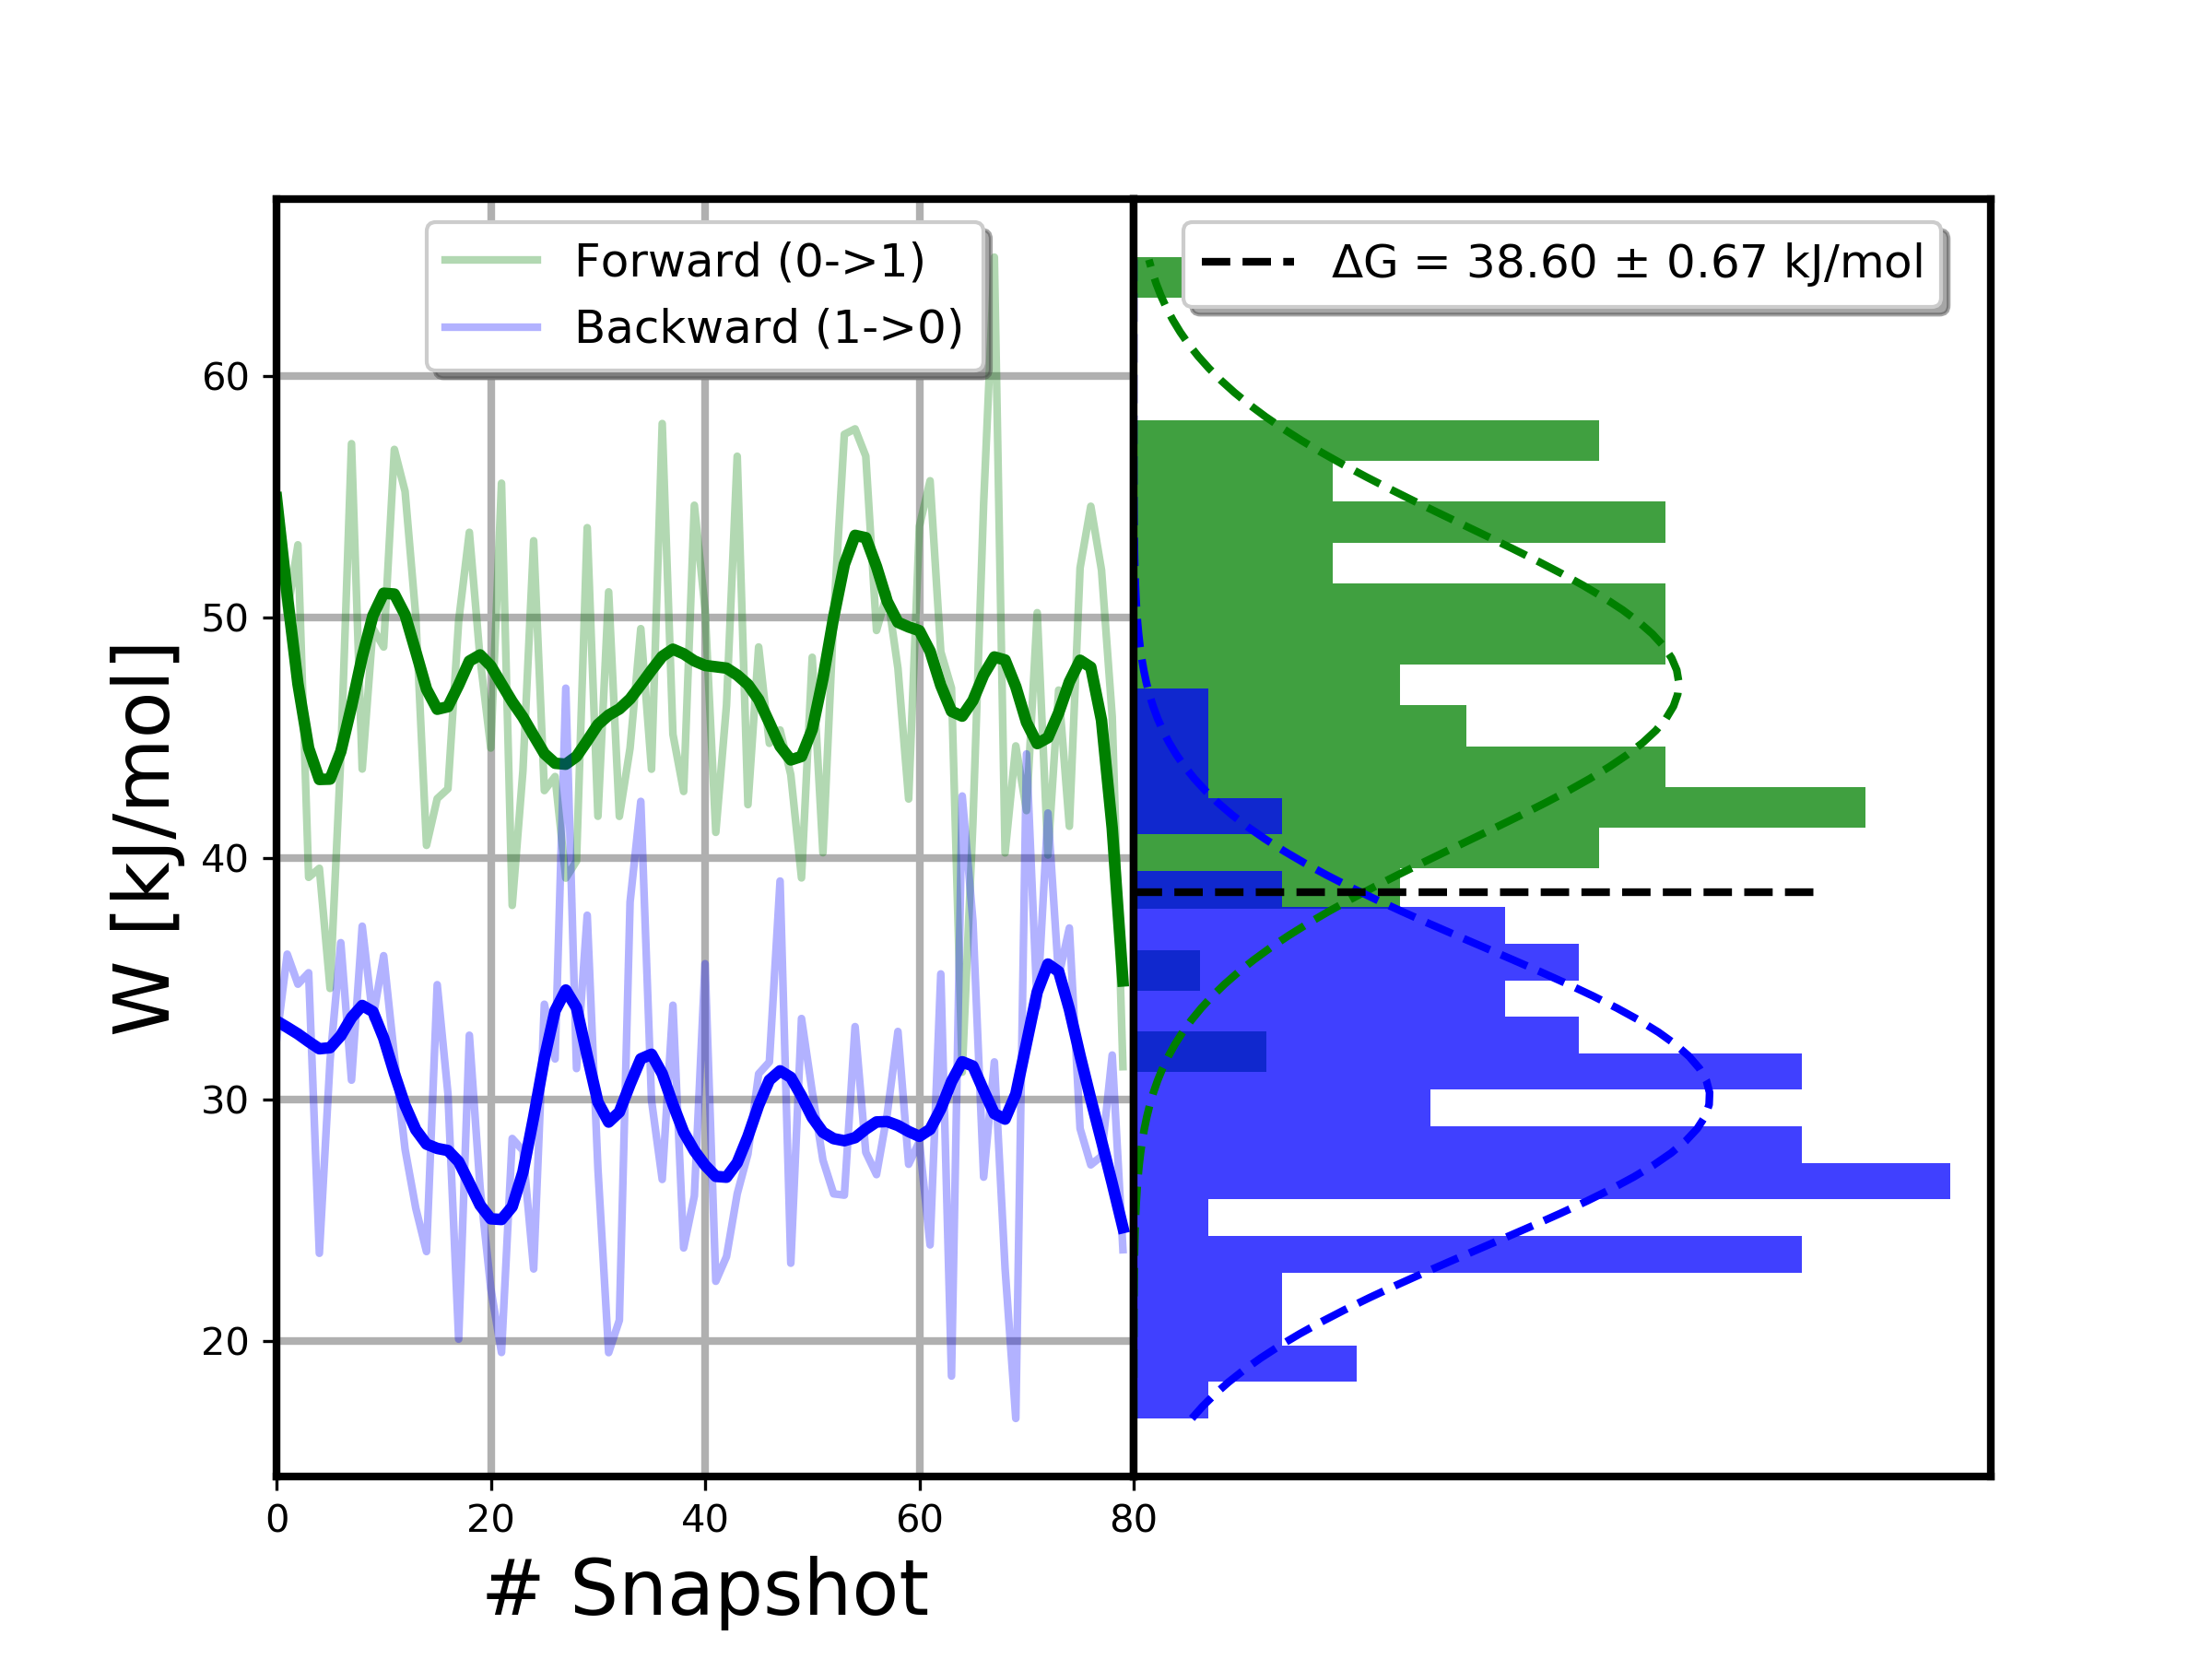 Forward (0->1)
Backward (1->0)
ΔG = 38.60 ± 0.67 kJ/mol
60
50
40
30
20
W [kJ/mol]
0 20 40 60 80
# Snapshot